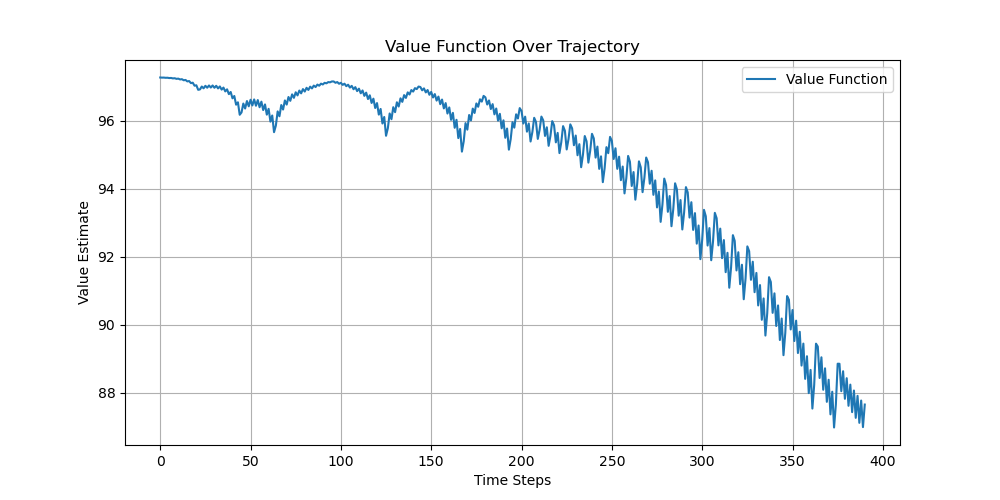 Value Function Over Trajectory
Value Function
96
94
92
90
88
Value Estimate
0 50 100 150 200 250 300 350 400
Time Steps